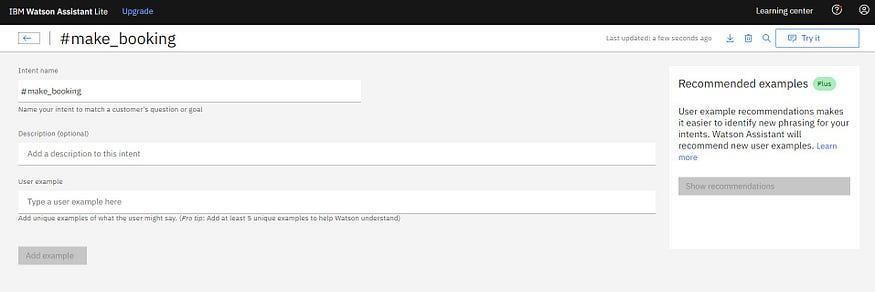 IBM Watson Assistant Lite Upgrade Learning center
#make_booking Last updated: a few seconds ago Try it
Intent name
#make_booking
Name your intent to match a customer's question or goal
Description (optional)
Add a description to this intent
User example
Type a user example here
Add unique examples of what the user might say. (Pro tip: Add at least 5 unique examples to help Watson understand)
Add example
Recommended examples Plus
User example recommendations makes
it easier to identify new phrasing for your
intents. Watson Assistant will
recommend new user examples. Learn
more
Show recommendations